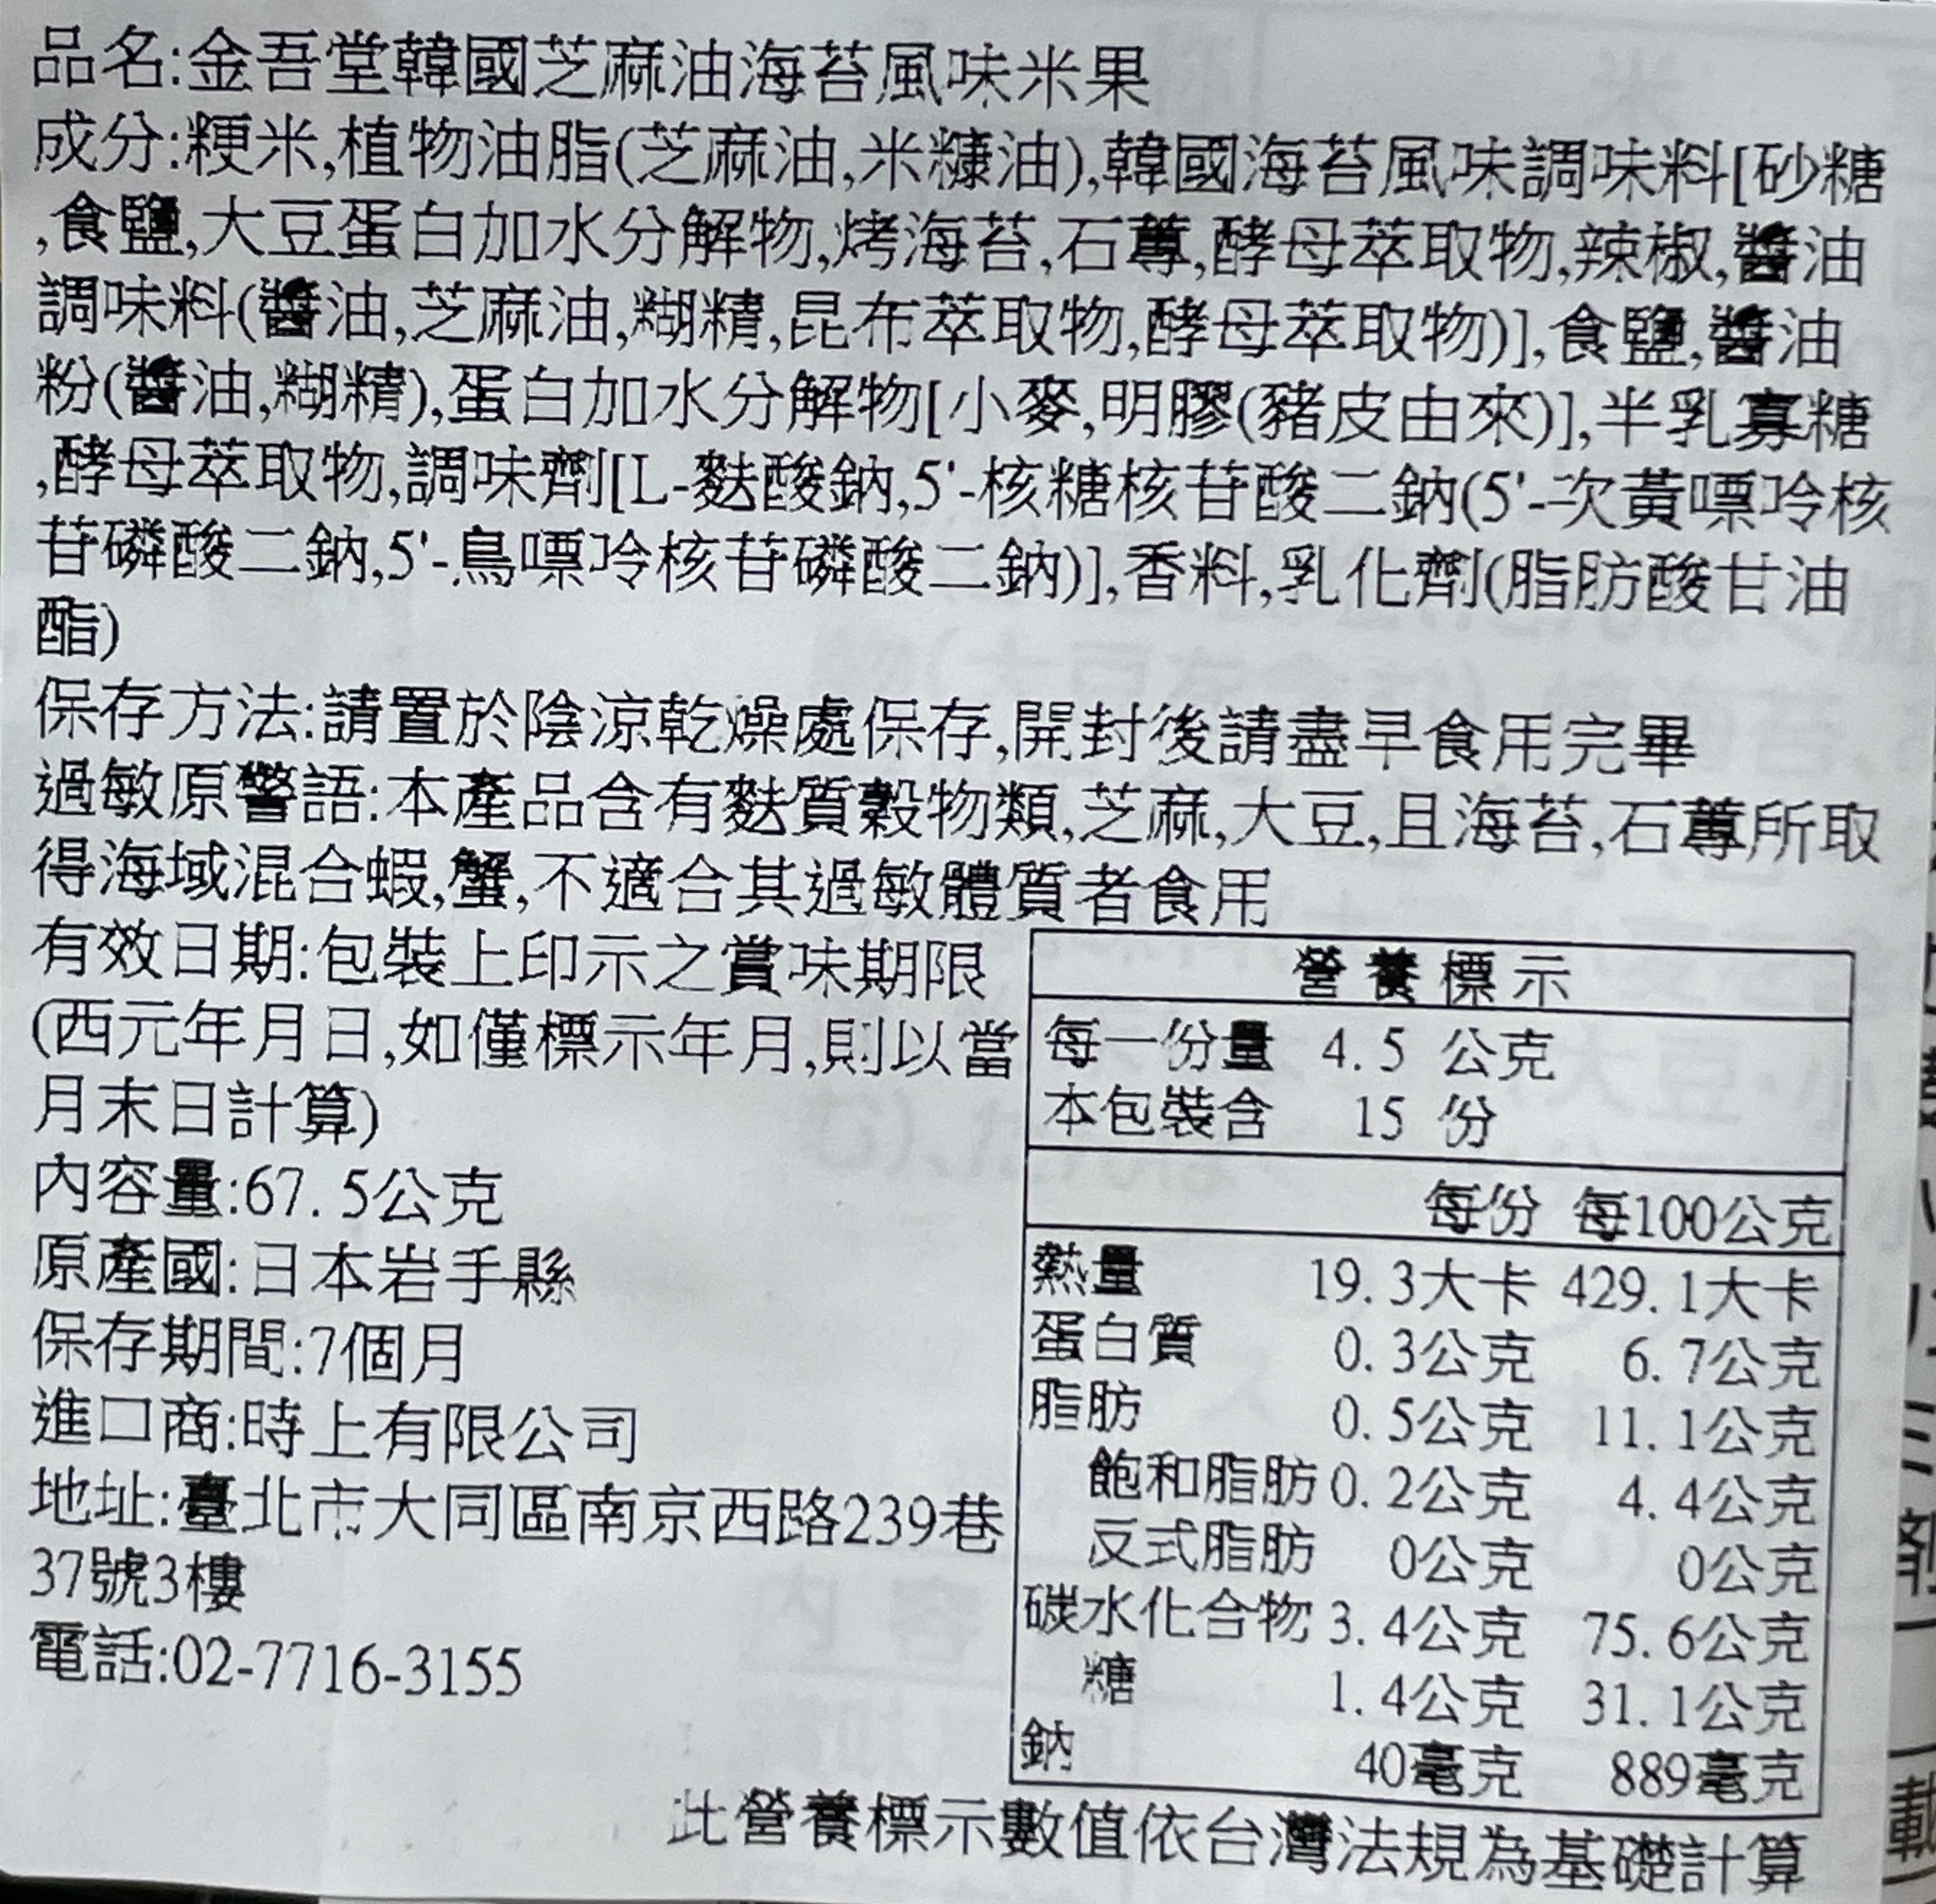 品名:金吾堂韓國芝麻油海苔風味米果
成分:粳米,植物油脂(芝麻油,米糠油),韓國海苔風味調味料[砂糖
,食鹽,大豆蛋白加水分解物,烤海苔,石蓴,酵母萃取物,辣椒,醬油
調味料(醬油,芝麻油,糊精,昆布萃取物,酵母萃取物)],食鹽,醬油
粉(醬油,糊精),蛋白加水分解物[小麥,明膠(豬皮由來)],半乳寡糖
,酵母萃取物,調味劑[L-麩酸鈉,5'-核糖核苷酸二鈉(5'-次黃嘌呤核
苷磷酸二鈉,5'-鳥嘌呤核苷磷酸二鈉)],香料,乳化劑(脂肪酸甘油
酯)
保存方法:請置於陰涼乾燥處保存,開封後請盡早食用完畢
過敏原警語:本產品含有麩質穀物類,芝麻,大豆,且海苔,石蓴所取
得海域混合蝦,蟹,不適合其過敏體質者食用
有效日期:包裝上印示之賞味期限
(西元年月日,如僅標示年月,則以當
月末日計算)
內容量:67.5公克
原產國:日本岩手縣
保存期間:7個月
進口商:時上有限公司
地址:臺北市大同區南京西路239巷
37號3樓
電話:02-7716-3155
營養標示
每一份量 4.5 公克
本包裝含 15 份
每份 每100公克
熱量 19.3大卡 429.1大卡
蛋白質 0.3公克 6.7公克
脂肪 0.5公克 11.1公克
飽和脂肪 0.2公克 4.4公克
反式脂肪 0公克 0公克
碳水化合物 3.4公克 75.6公克
糖 1.4公克 31.1公克
鈉 40毫克 889毫克
此營養標示數值依台灣法規為基礎計算